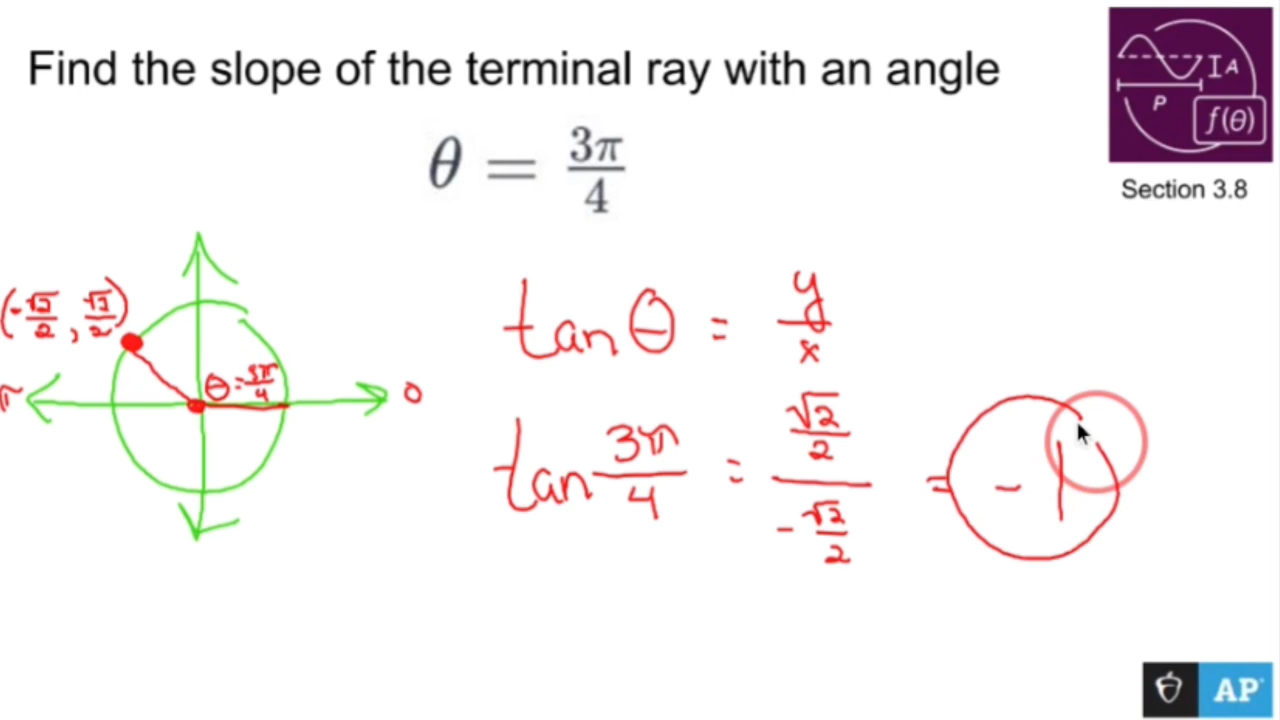 Find the slope of the terminal ray with an angle
θ = 3π/4
A
P
f(θ)
Section 3.8
(-√2/2, √2/2)
θ=3π/4
π
0
tan θ = y/x
tan 3π/4 = √2/2 / -√2/2 = -1
AP